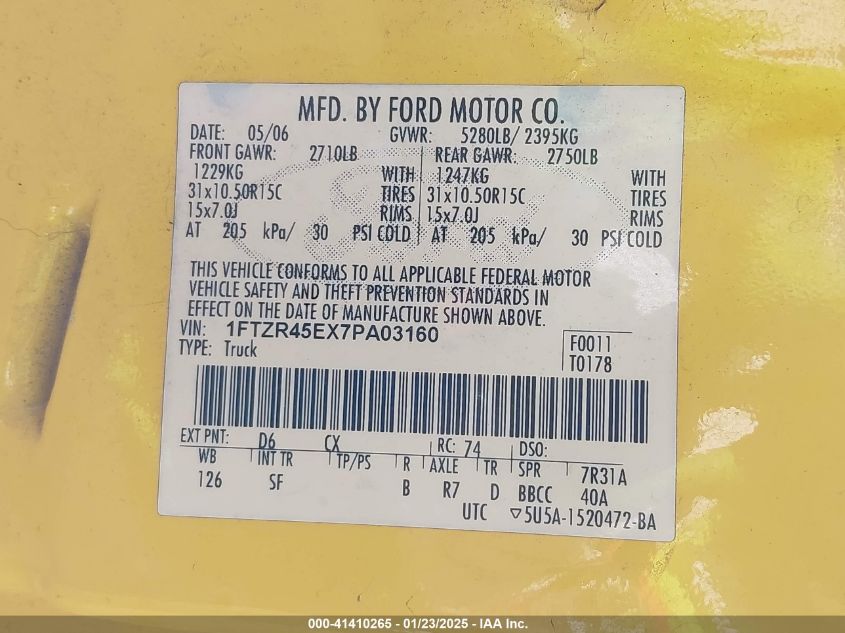 MFD. BY FORD MOTOR CO.
DATE: 05/06 GVWR: 5280LB/ 2395KG
FRONT GAWR: 2710LB REAR GAWR: 2750LB
1229KG WITH 1247KG WITH
31x10.50R15C TIRES 31x10.50R15C TIRES
15x7.0J RIMS 15x7.0J RIMS
AT 205 kPa/ 30 PSI COLD AT 205 kPa/ 30 PSI COLD
THIS VEHICLE CONFORMS TO ALL APPLICABLE FEDERAL MOTOR
VEHICLE SAFETY AND THEFT PREVENTION STANDARDS IN
EFFECT ON THE DATE OF MANUFACTURE SHOWN ABOVE.
VIN: 1FTZR45EX7PA03160
TYPE: Truck
F0011
T0178
EXT PNT: D6 CX RC: 74 DSO:
WB INT TR TP/PS R AXLE TR SPR 7R31A
126 SF B R7 D BBCC 40A
UTC ▽5U5A-1520472-BA
000-41410265 - 01/23/2025 - IAA Inc.